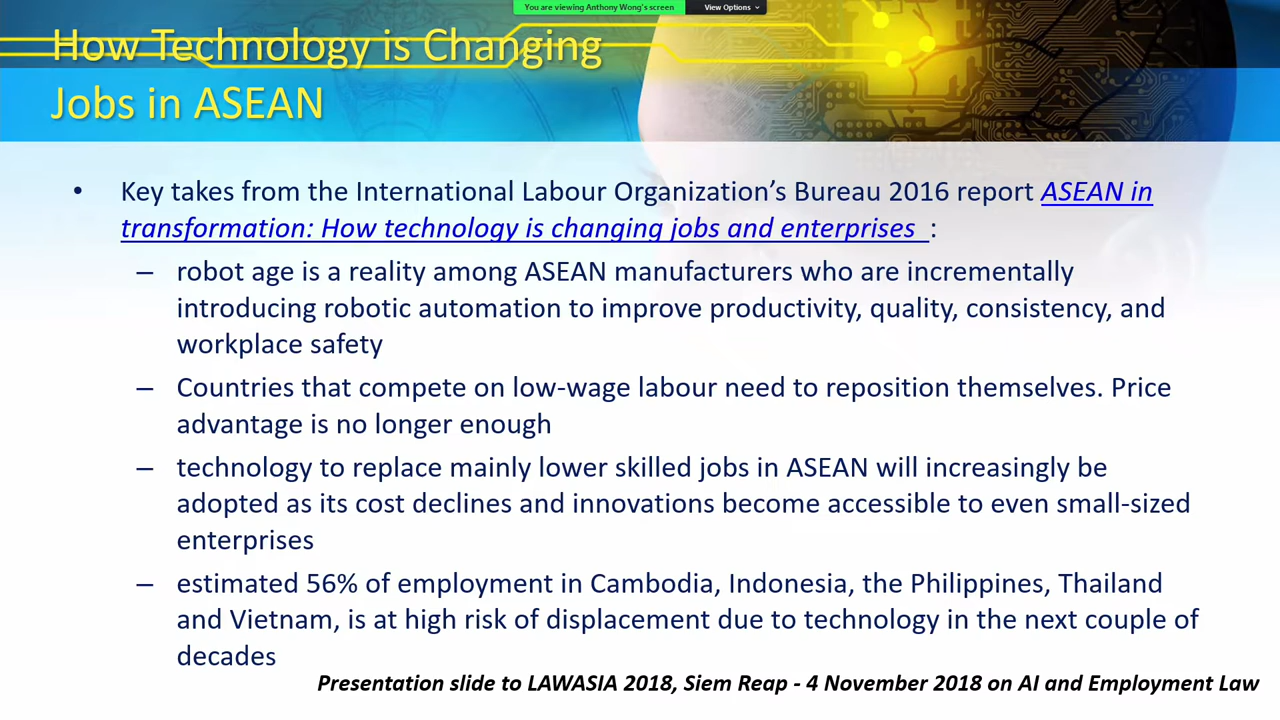 You are viewing Anthony Wong's screen View Options
How Technology is Changing
Jobs in ASEAN
• Key takes from the International Labour Organization's Bureau 2016 report ASEAN in
transformation: How technology is changing jobs and enterprises :
– robot age is a reality among ASEAN manufacturers who are incrementally
introducing robotic automation to improve productivity, quality, consistency, and
workplace safety
– Countries that compete on low-wage labour need to reposition themselves. Price
advantage is no longer enough
– technology to replace mainly lower skilled jobs in ASEAN will increasingly be
adopted as its cost declines and innovations become accessible to even small-sized
enterprises
– estimated 56% of employment in Cambodia, Indonesia, the Philippines, Thailand
and Vietnam, is at high risk of displacement due to technology in the next couple of
decades
Presentation slide to LAWASIA 2018, Siem Reap - 4 November 2018 on AI and Employment Law